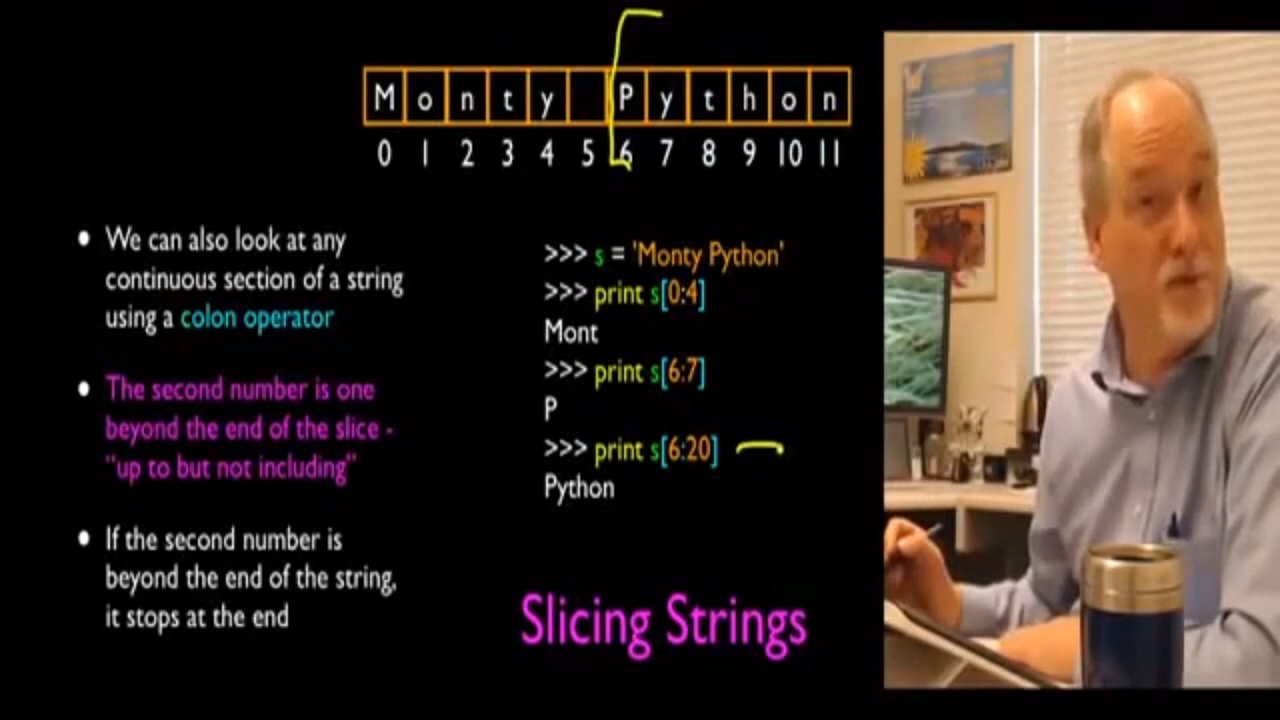 M o n t y P y t h o n
0 1 2 3 4 5 6 7 8 9 10 11
We can also look at any
continuous section of a string
using a colon operator
The second number is one
beyond the end of the slice -
"up to but not including"
If the second number is
beyond the end of the string,
it stops at the end
>>> s = 'Monty Python'
>>> print s[0:4]
Mont
>>> print s[6:7]
P
>>> print s[6:20]
Python
Slicing Strings